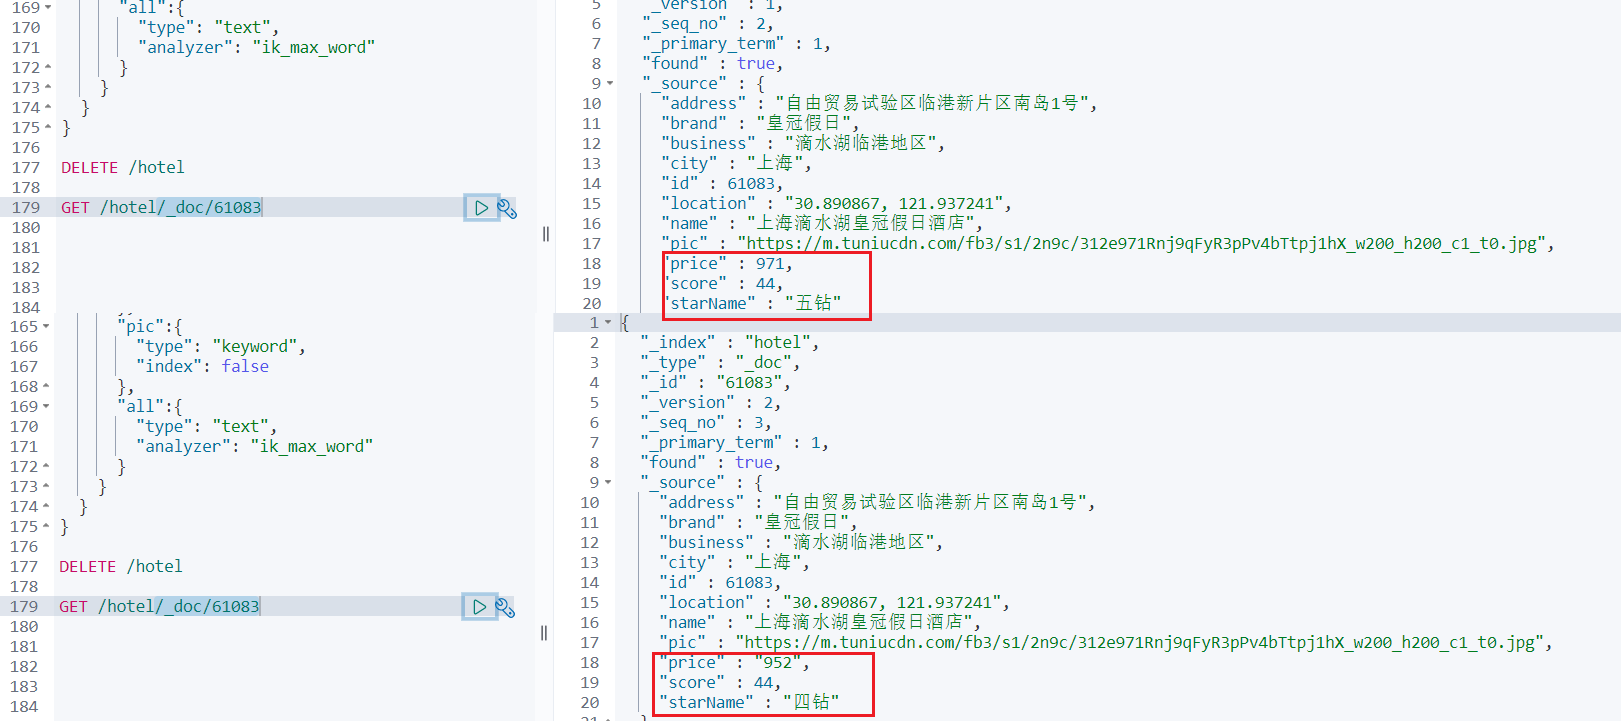 169 "all":{
170 "type": "text",
171 "analyzer": "ik_max_word"
172 }
173 }
174 }
175 }
176
177 DELETE /hotel
178
179 GET /hotel/_doc/61083
180
181
182
183
184
165 "pic":{
166 "type": "keyword",
167 "index": false
168 },
169 "all":{
170 "type": "text",
171 "analyzer": "ik_max_word"
172 }
173 }
174 }
175 }
176
177 DELETE /hotel
178
179 GET /hotel/_doc/61083
180
181
182
183
184
5 "_version" : 1,
6 "_seq_no" : 2,
7 "_primary_term" : 1,
8 "found" : true,
9 "_source" : {
10 "address" : "自由贸易试验区临港新片区南岛1号",
11 "brand" : "皇冠假日",
12 "business" : "滴水湖临港地区",
13 "city" : "上海",
14 "id" : 61083,
15 "location" : "30.890867, 121.937241",
16 "name" : "上海滴水湖皇冠假日酒店",
17 "pic" : "https://m.tuniucdn.com/fb3/s1/2n9c/312e971Rnj9qFyR3pPv4bTtpj1hX_w200_h200_c1_t0.jpg",
18 "price" : 971,
19 "score" : 44,
20 "starName" : "五钻"
1 {
2 "_index" : "hotel",
3 "_type" : "_doc",
4 "_id" : "61083",
5 "_version" : 2,
6 "_seq_no" : 3,
7 "_primary_term" : 1,
8 "found" : true,
9 "_source" : {
10 "address" : "自由贸易试验区临港新片区南岛1号",
11 "brand" : "皇冠假日",
12 "business" : "滴水湖临港地区",
13 "city" : "上海",
14 "id" : 61083,
15 "location" : "30.890867, 121.937241",
16 "name" : "上海滴水湖皇冠假日酒店",
17 "pic" : "https://m.tuniucdn.com/fb3/s1/2n9c/312e971Rnj9qFyR3pPv4bTtpj1hX_w200_h200_c1_t0.jpg",
18 "price" : "952",
19 "score" : 44,
20 "starName" : "四钻"